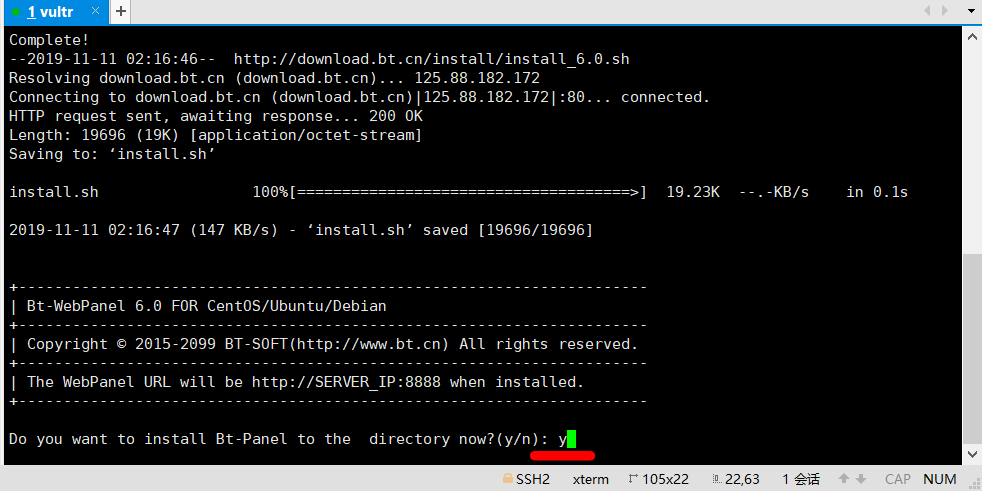 1 vultr × +
Complete!
--2019-11-11 02:16:46--  http://download.bt.cn/install/install_6.0.sh
Resolving download.bt.cn (download.bt.cn)... 125.88.182.172
Connecting to download.bt.cn (download.bt.cn)|125.88.182.172|:80... connected.
HTTP request sent, awaiting response... 200 OK
Length: 19696 (19K) [application/octet-stream]
Saving to: ‘install.sh’
install.sh                 100%[=====================================>]  19.23K  --.-KB/s    in 0.1s
2019-11-11 02:16:47 (147 KB/s) - ‘install.sh’ saved [19696/19696]
+----------------------------------------------------------------------
| Bt-WebPanel 6.0 FOR CentOS/Ubuntu/Debian
+----------------------------------------------------------------------
| Copyright © 2015-2099 BT-SOFT(http://www.bt.cn) All rights reserved.
+----------------------------------------------------------------------
| The WebPanel URL will be http://SERVER_IP:8888 when installed.
+----------------------------------------------------------------------
Do you want to install Bt-Panel to the  directory now?(y/n): y
SSH2 xterm 105x22 22,63 1 会话 CAP NUM